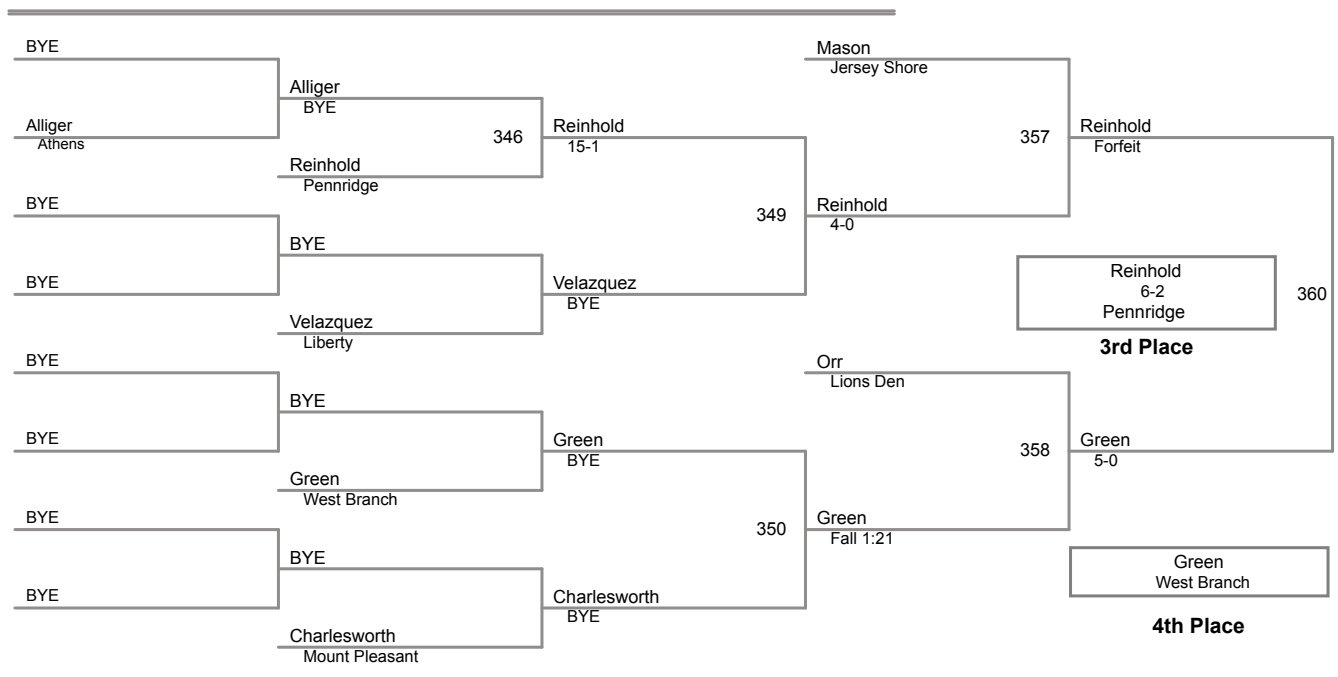 BYE
Alliger
Athens
BYE
BYE
BYE
BYE
BYE
BYE
Alliger
BYE
346
Reinhold
Pennridge
BYE
Velazquez
Liberty
BYE
Green
West Branch
BYE
Charlesworth
Mount Pleasant
Reinhold
15-1
349
Velazquez
BYE
Green
BYE
350
Charlesworth
BYE
Mason
Jersey Shore
357
Reinhold
4-0
Orr
Lions Den
358
Green
Fall 1:21
Reinhold
Forfeit
360
Green
5-0
Reinhold
6-2
Pennridge
3rd Place
Green
West Branch
4th Place